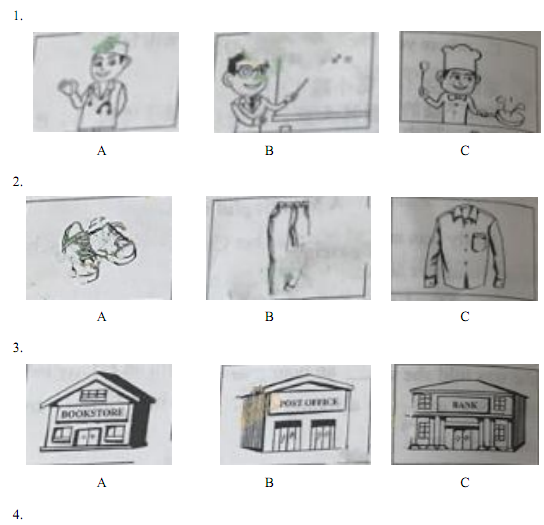 1.
A B C
2.
A B C
3.
BOOKSTORE POST OFFICE BANK
A B C
4.